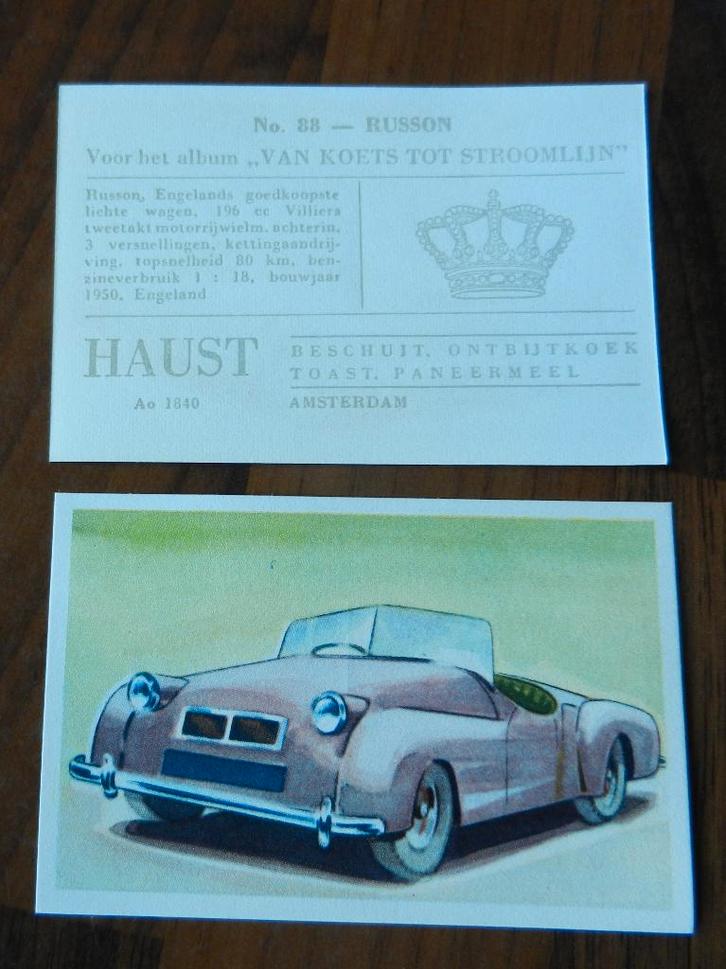 No. 88 — RUSSON
Voor het album „VAN KOETS TOT STROOMLIJN”
Russon, Engelands goedkoopste
lichte wagen, 196 cc Villiers
tweetakt motorrijwielm. achterin,
3 versnellingen, kettingaandrij-
ving, topsnelheid 80 km, ben-
zineverbruik 1 : 18, bouwjaar
1950, Engeland
HAUST
Ao 1840
BESCHUIT, ONTBIJTKOEK
TOAST, PANEERMEEL
AMSTERDAM